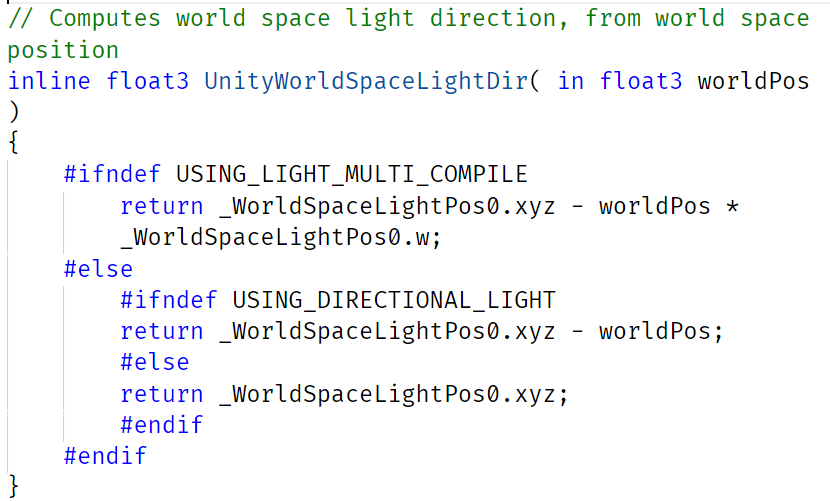 // Computes world space light direction, from world space
position
inline float3 UnityWorldSpaceLightDir( in float3 worldPos
)
{
#ifndef USING_LIGHT_MULTI_COMPILE
return _WorldSpaceLightPos0.xyz - worldPos *
_WorldSpaceLightPos0.w;
#else
#ifndef USING_DIRECTIONAL_LIGHT
return _WorldSpaceLightPos0.xyz - worldPos;
#else
return _WorldSpaceLightPos0.xyz;
#endif
#endif
}